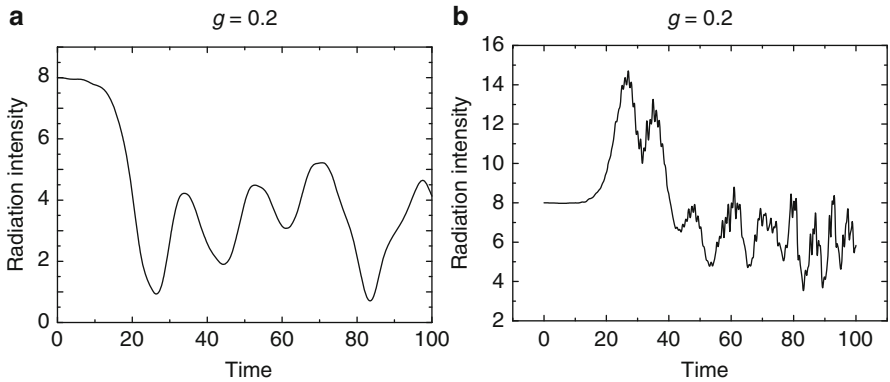 a
g = 0.2
Radiation intensity
8
6
4
2
0
0 20 40 60 80 100
Time
b
g = 0.2
Radiation intensity
16
14
12
10
8
6
4
2
0 20 40 60 80 100
Time